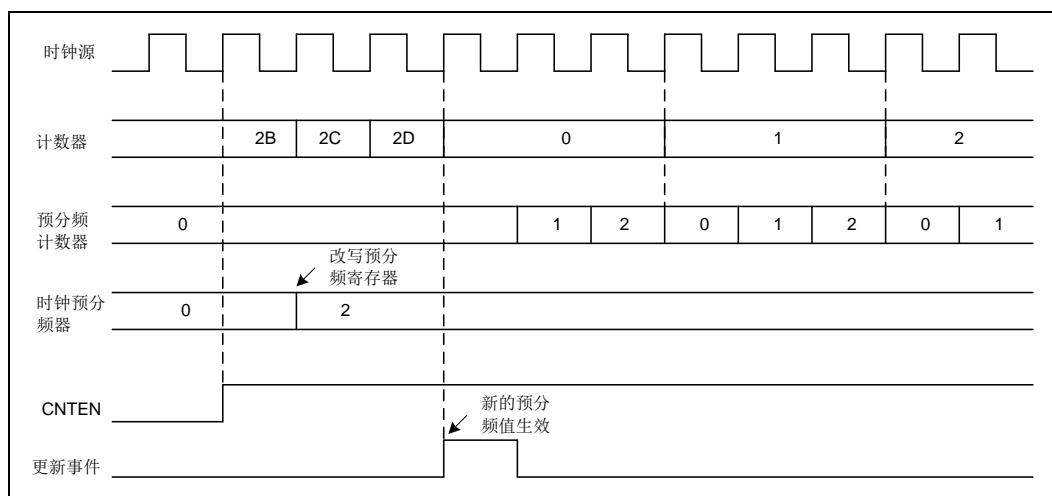 时钟源
计数器
2B 2C 2D 0 1 2
预分频
计数器
0 1 2 0 1 2 0 1
改写预分
频寄存器
时钟预分
频器
0 2
CNTEN
新的预分
频值生效
更新事件